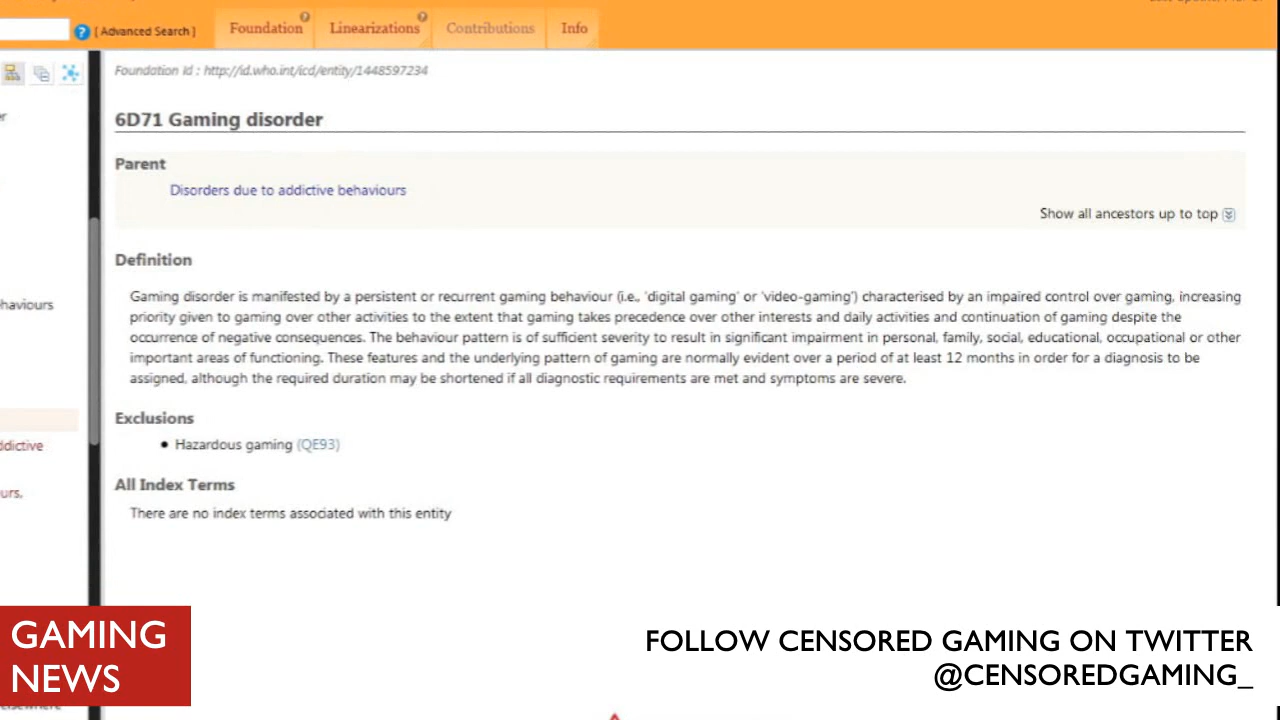 [ Advanced Search ]
Foundation
Linearizations
Contributions
Info
Foundation Id : http://id.who.int/icd/entity/1448597234
6D71 Gaming disorder
Parent
Disorders due to addictive behaviours
Show all ancestors up to top
Definition
Gaming disorder is manifested by a persistent or recurrent gaming behaviour (i.e., 'digital gaming' or 'video-gaming') characterised by an impaired control over gaming, increasing
priority given to gaming over other activities to the extent that gaming takes precedence over other interests and daily activities and continuation of gaming despite the
occurrence of negative consequences. The behaviour pattern is of sufficient severity to result in significant impairment in personal, family, social, educational, occupational or other
important areas of functioning. These features and the underlying pattern of gaming are normally evident over a period of at least 12 months in order for a diagnosis to be
assigned, although the required duration may be shortened if all diagnostic requirements are met and symptoms are severe.
haviours
Exclusions
• Hazardous gaming (QE93)
ddictive
All Index Terms
urs,
There are no index terms associated with this entity
GAMING
NEWS
FOLLOW CENSORED GAMING ON TWITTER
@CENSOREDGAMING_